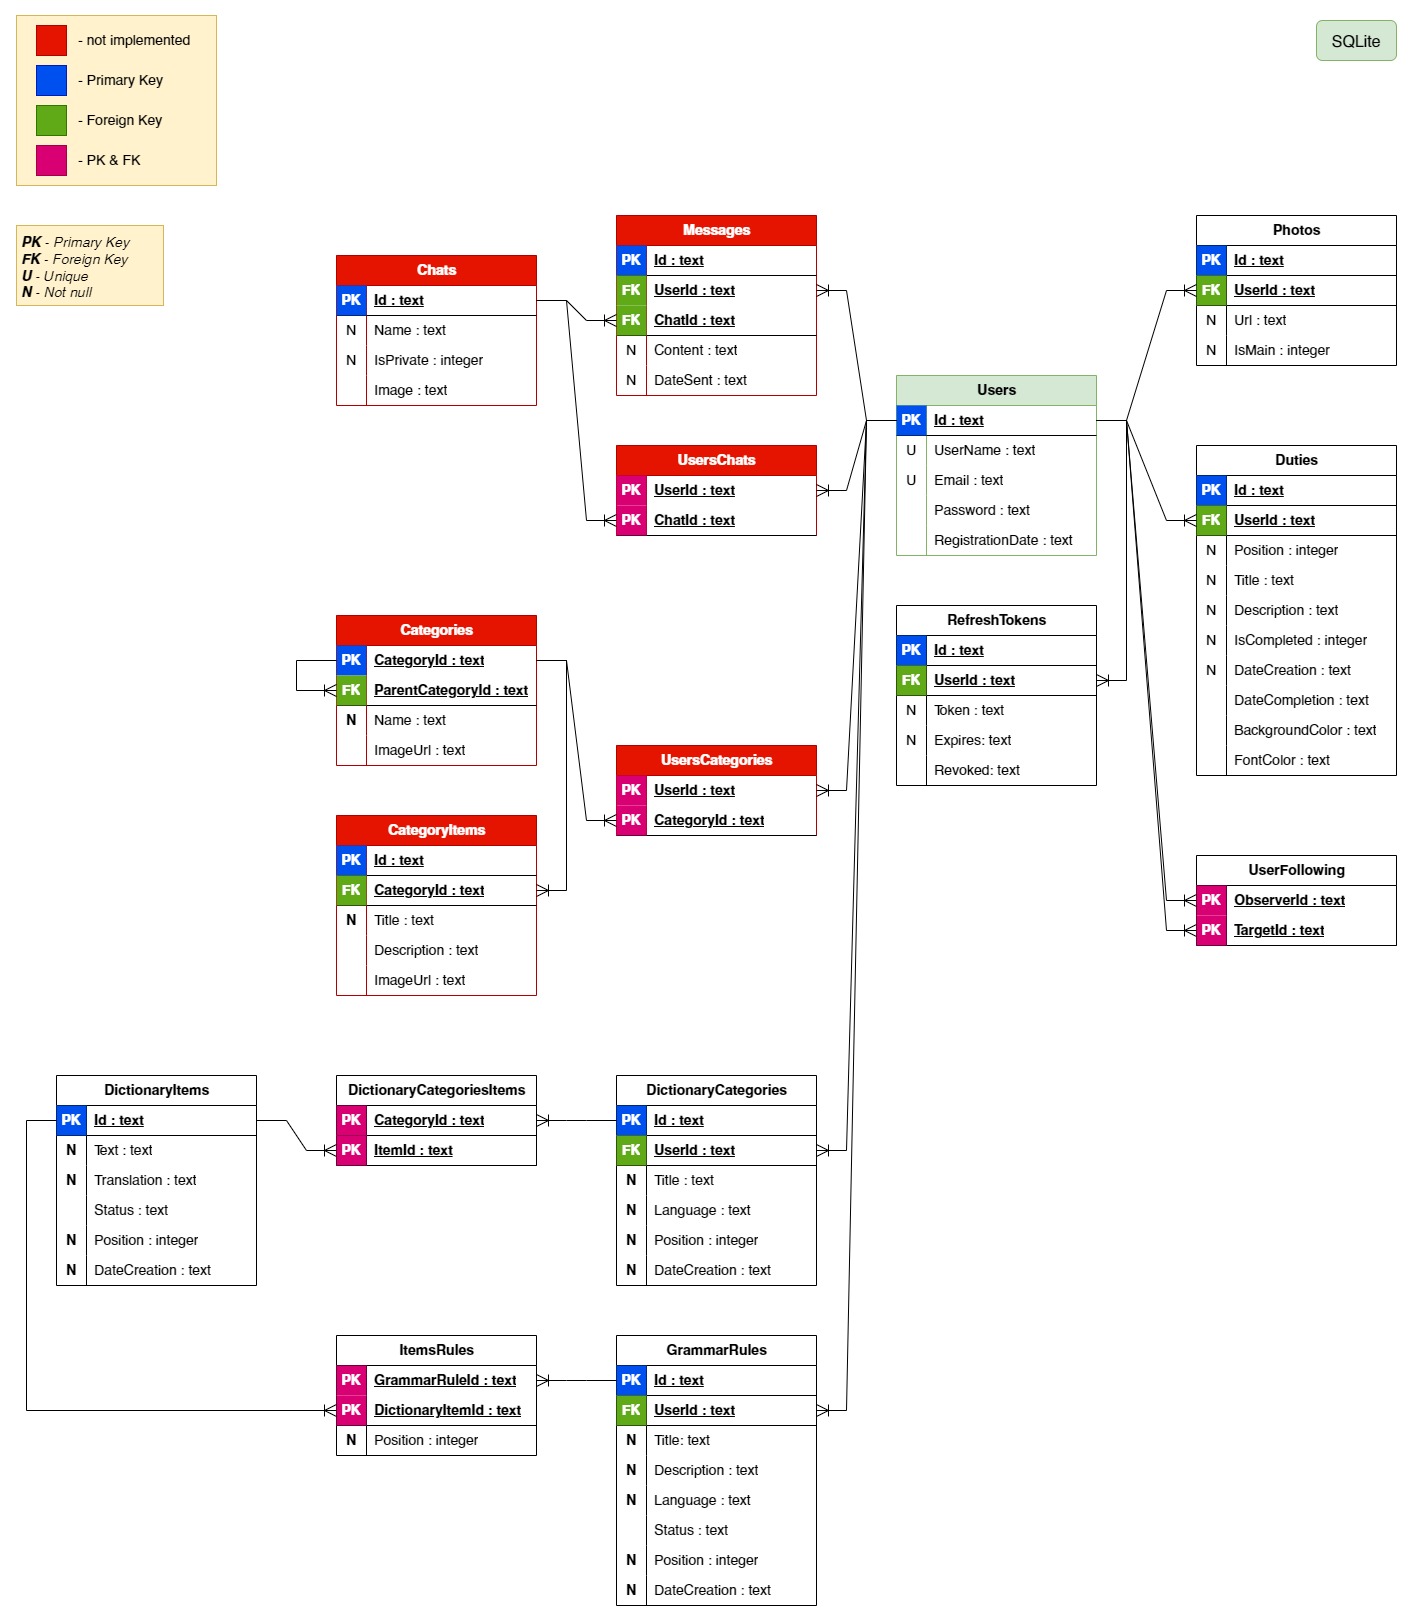 - not implemented
- Primary Key
- Foreign Key
- PK & FK
SQLite
PK - Primary Key
FK - Foreign Key
U - Unique
N - Not null
Chats
PK Id : text
N Name : text
N IsPrivate : integer
Image : text
Messages
PK Id : text
FK UserId : text
FK ChatId : text
N Content : text
N DateSent : text
UsersChats
PK UserId : text
PK ChatId : text
Users
PK Id : text
U UserName : text
U Email : text
Password : text
RegistrationDate : text
Photos
PK Id : text
FK UserId : text
N Url : text
N IsMain : integer
Duties
PK Id : text
FK UserId : text
N Position : integer
N Title : text
N Description : text
N IsCompleted : integer
N DateCreation : text
DateCompletion : text
BackgroundColor : text
FontColor : text
RefreshTokens
PK Id : text
FK UserId : text
N Token : text
N Expires: text
Revoked: text
Categories
PK CategoryId : text
FK ParentCategoryId : text
N Name : text
ImageUrl : text
UsersCategories
PK UserId : text
PK CategoryId : text
CategoryItems
PK Id : text
FK CategoryId : text
N Title : text
Description : text
ImageUrl : text
UserFollowing
PK ObserverId : text
PK TargetId : text
DictionaryItems
PK Id : text
N Text : text
N Translation : text
Status : text
N Position : integer
N DateCreation : text
DictionaryCategoriesItems
PK CategoryId : text
PK ItemId : text
DictionaryCategories
PK Id : text
FK UserId : text
N Title : text
N Language : text
N Position : integer
N DateCreation : text
ItemsRules
PK GrammarRuleId : text
PK DictionaryItemId : text
N Position : integer
GrammarRules
PK Id : text
FK UserId : text
N Title: text
N Description : text
N Language : text
Status : text
N Position : integer
N DateCreation : text